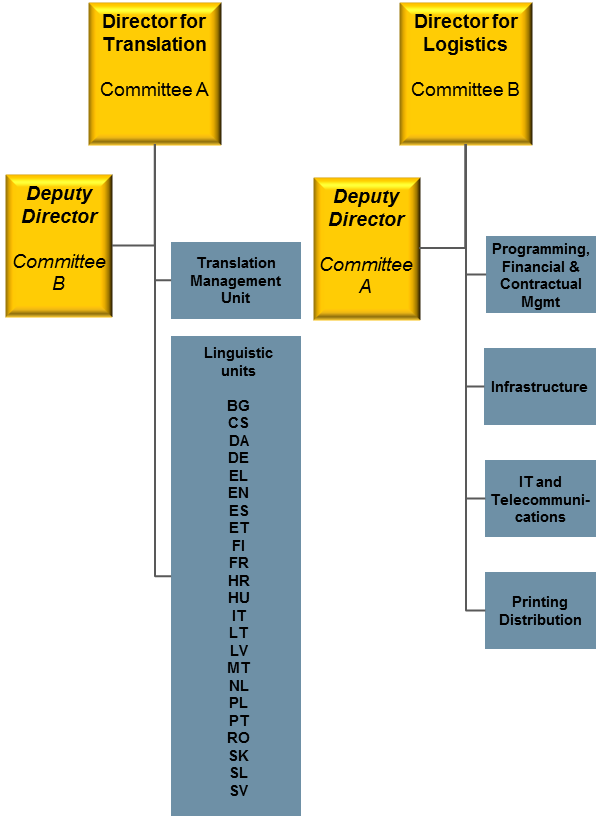 Director for
Translation
Committee A
Deputy
Director
Committee
B
Translation
Management
Unit
Linguistic
units
BG
CS
DA
DE
EL
EN
ES
ET
FI
FR
HR
HU
IT
LT
LV
MT
NL
PL
PT
RO
SK
SL
SV
Director for
Logistics
Committee B
Deputy
Director
Committee
A
Programming,
Financial &
Contractual
Mgmt
Infrastructure
IT and
Telecommuni-
cations
Printing
Distribution